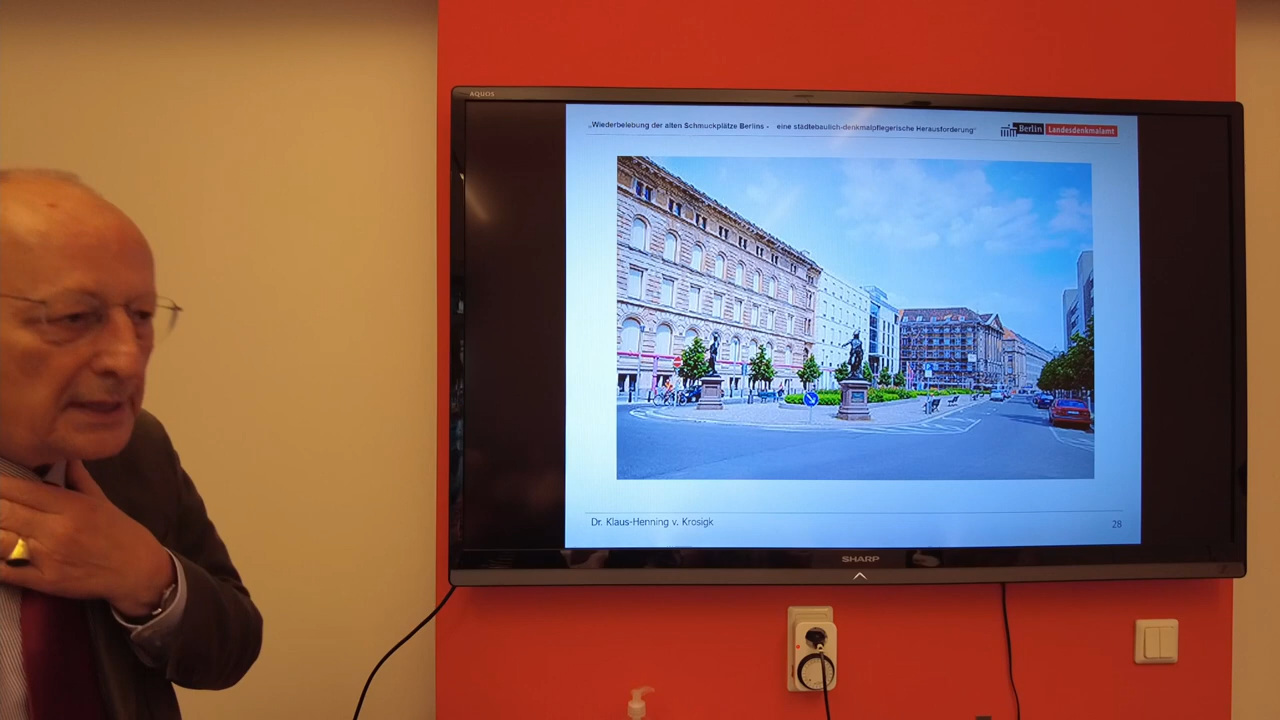 AQUOS
„Wiederbelebung der alten Schmuckplätze Berlins - eine städtebaulich-denkmalpflegerische Herausforderung“
Berlin Landesdenkmalamt
Dr. Klaus-Henning v. Krosigk
28
SHARP